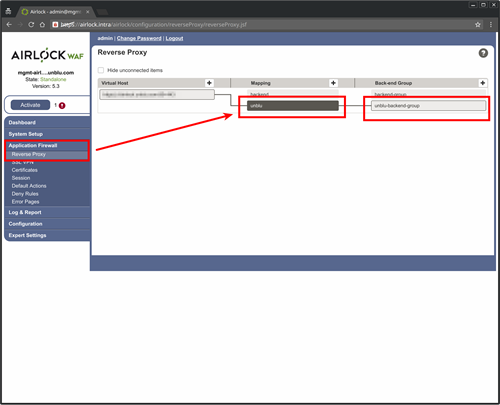 Airlock - admin@mgmt
https://airlock.intra/airlock/configuration/reverseProxy/reverseProxy.jsf
admin | Change Password | Logout
AIRLOCK WAF
mgmt-airl....unblu.com
State: Standalone
Version: 5.3
Activate 1
Dashboard
System Setup
Application Firewall
Reverse Proxy
SSL VPN
Certificates
Session
Default Actions
Deny Rules
Error Pages
Log & Report
Configuration
Expert Settings
Reverse Proxy ?
Hide unconnected items
Virtual Host + Mapping + Back-end Group +
backend backend-group
unblu unblu-backend-group